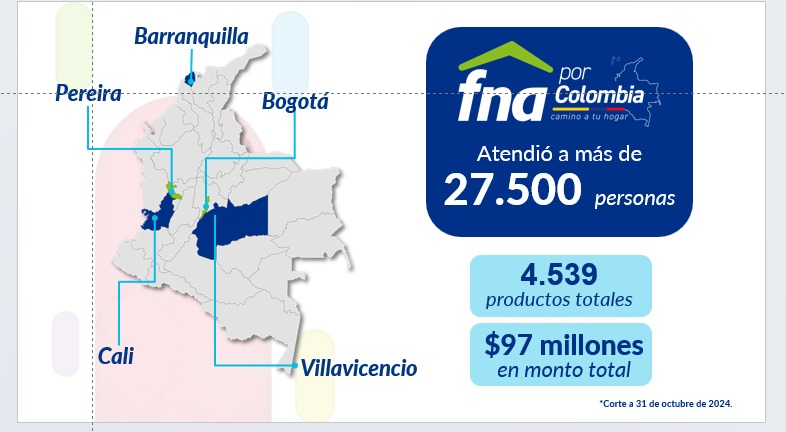 Barranquilla
Pereira
Bogotá
Cali
Villavicencio
fna por Colombia
camino a tu hogar
Atendió a más de
27.500 personas
4.539
productos totales
$97 millones
en monto total
*Corte a 31 de octubre de 2024.